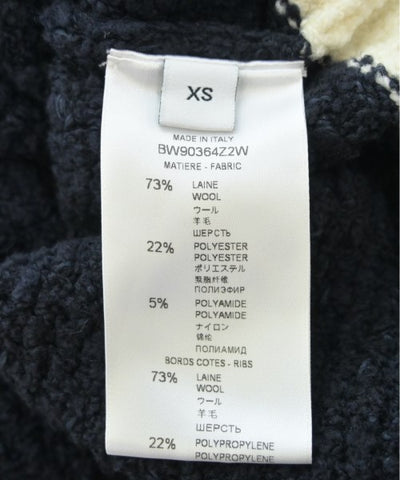 XS
MADE IN ITALY
BW90364Z2W
MATIERE - FABRIC
73% LAINE
WOOL
ウール
羊毛
ШЕРСТЬ
22% POLYESTER
POLYESTER
ポリエステル
聚酯纤维
ПОЛИЭФИР
5% POLYAMIDE
POLYAMIDE
ナイロン
锦纶
ПОЛИАМИД
BORDS COTES - RIBS
73% LAINE
WOOL
ウール
羊毛
ШЕРСТЬ
22% POLYPROPYLENE
POLYPROPYLENE